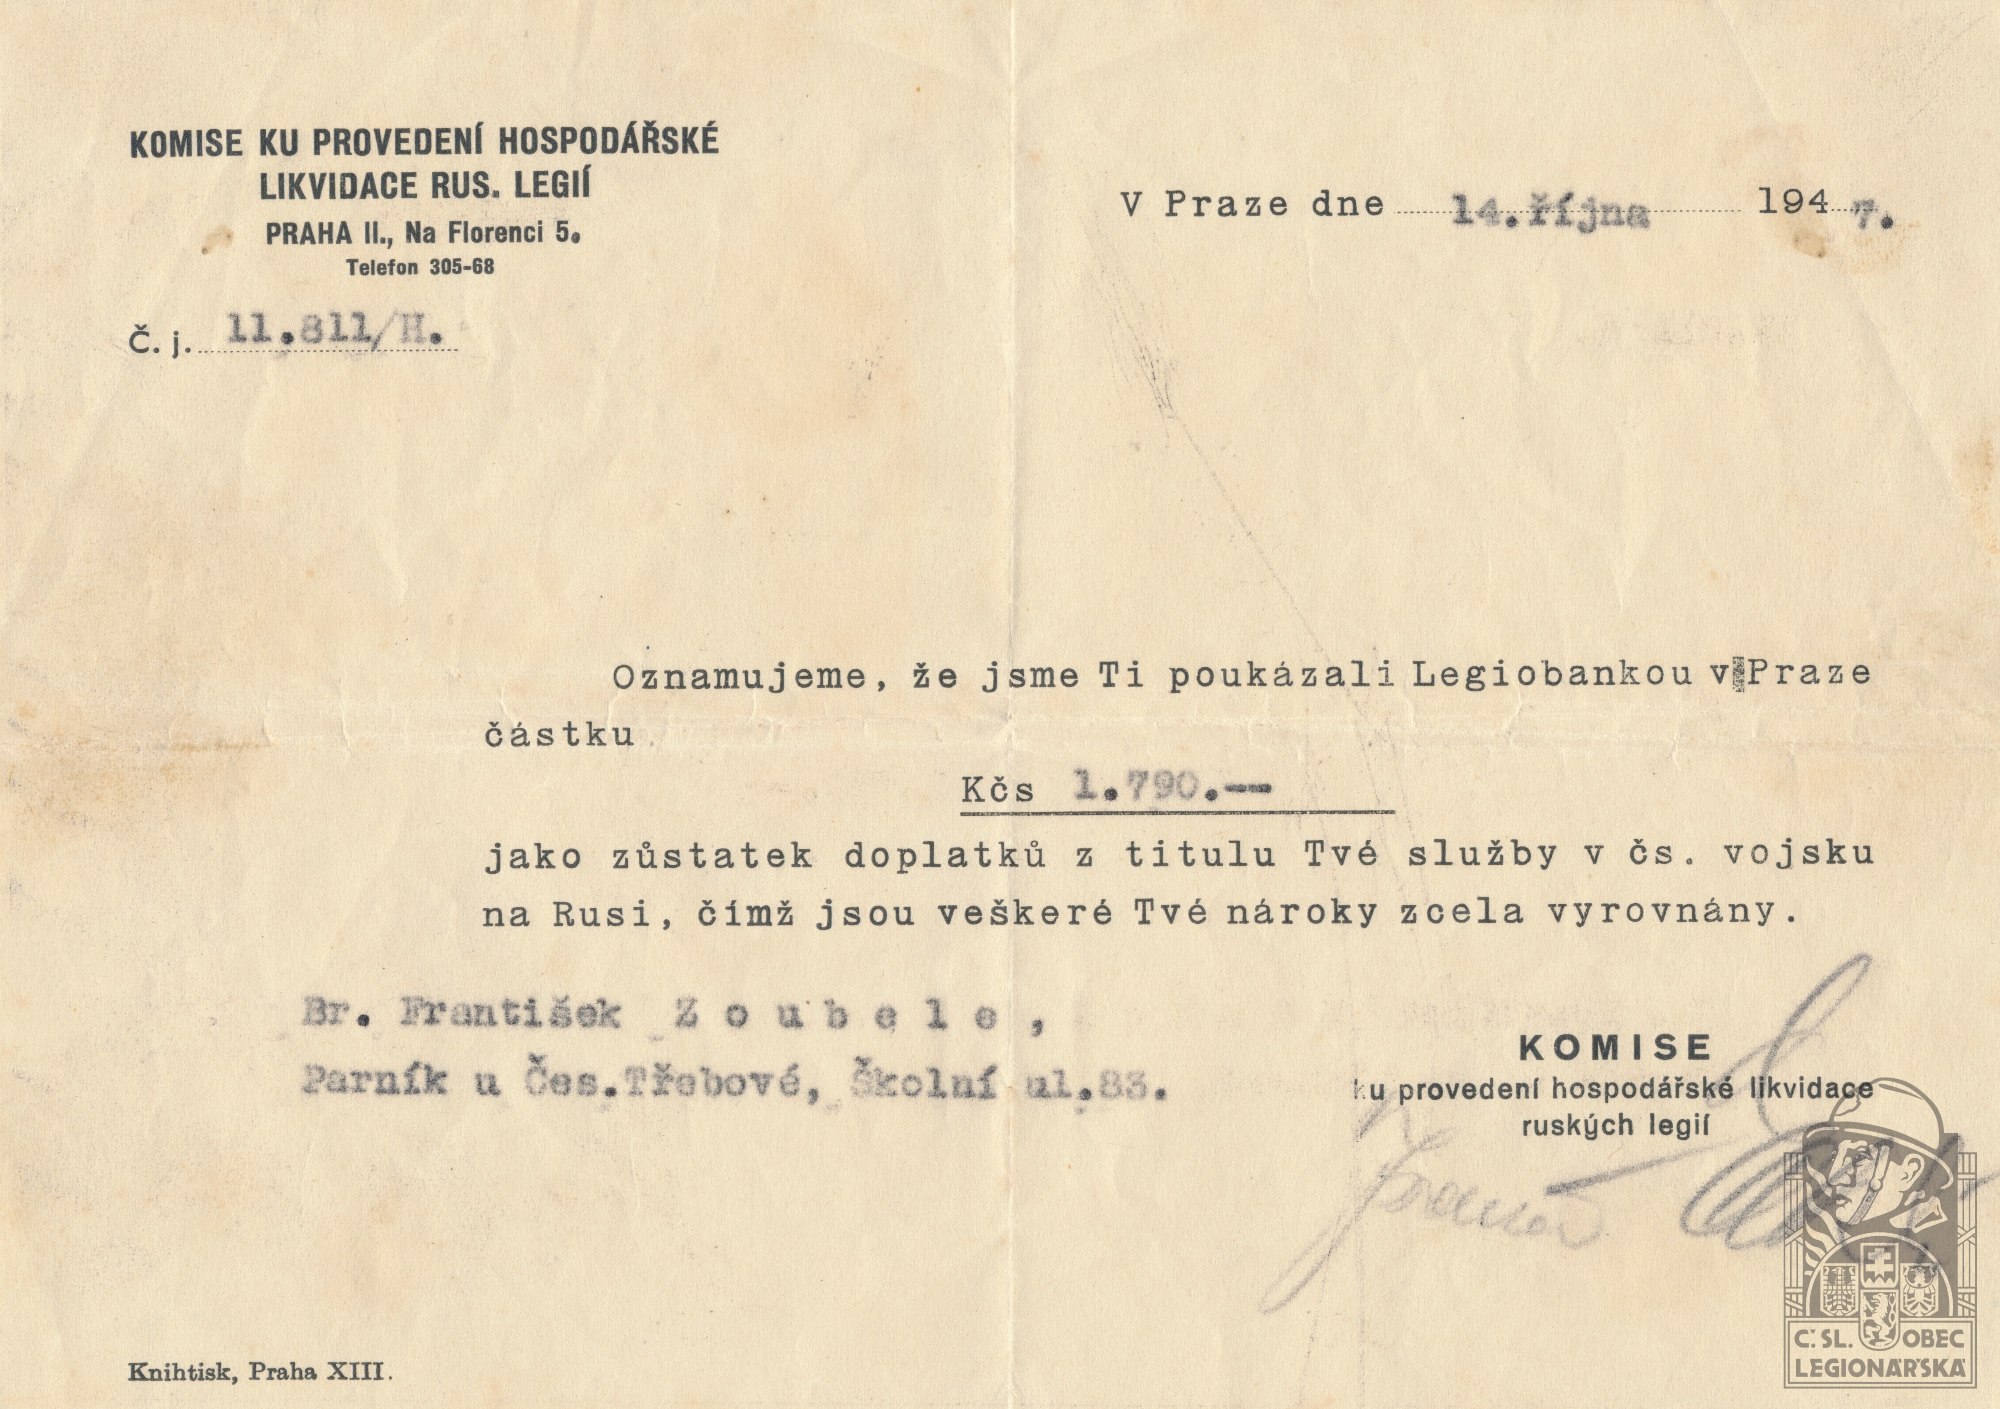 KOMISE KU PROVEDENÍ HOSPODÁŘSKÉ
LIKVIDACE RUS. LEGIÍ
PRAHA II., Na Florenci 5.
Telefon 305-68
Č. j. 11.811/H.
V Praze dne 14.října 1947.
Oznamujeme, že jsme Ti poukázali Legiobankou v Praze
částku
Kčs 1.790.--
jako zůstatek doplatků z titulu Tvé služby v čs. vojsku
na Rusi, čímž jsou veškeré Tvé nároky zcela vyrovnány.
Br. František Zoubele,
Parník u Čes.Třebové, Školní ul.83.
KOMISE
ku provedení hospodářské likvidace
ruských legií
Knihtisk, Praha XIII.
Č.SL. OBEC
LEGIONÁŘSKÁ